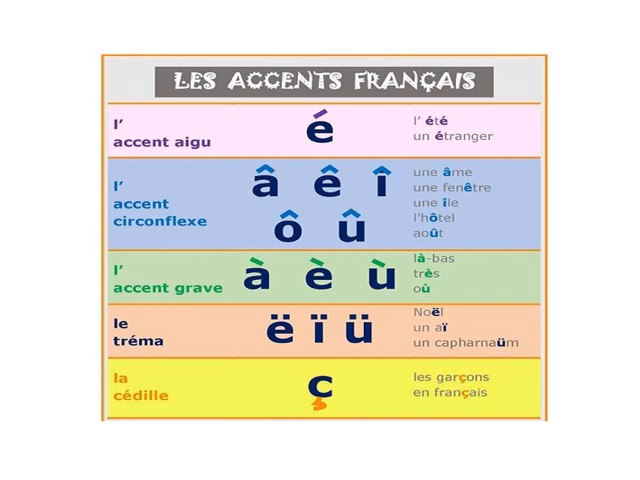 LES ACCENTS FRANÇAIS
l'
accent aigu
é
l' été
un étranger
l'
accent
circonflexe
â ê î
ô û
une âme
une fenêtre
une île
l'hôtel
août
l'
accent grave
à è ù
là-bas
très
où
le
tréma
ë ï ü
Noël
un aï
un capharnaüm
la
cédille
ç
les garçons
en français